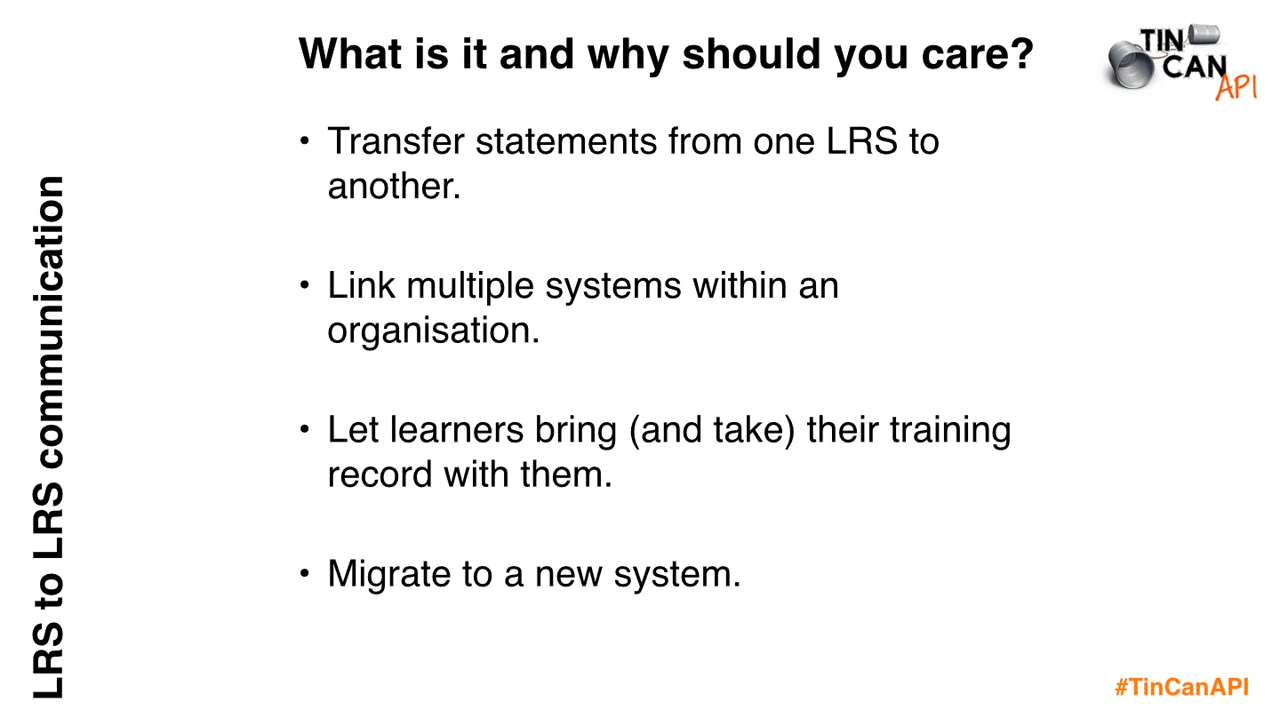 What is it and why should you care?
TIN
CAN
API
• Transfer statements from one LRS to
another.
• Link multiple systems within an
organisation.
• Let learners bring (and take) their training
record with them.
• Migrate to a new system.
LRS to LRS communication
#TinCanAPI